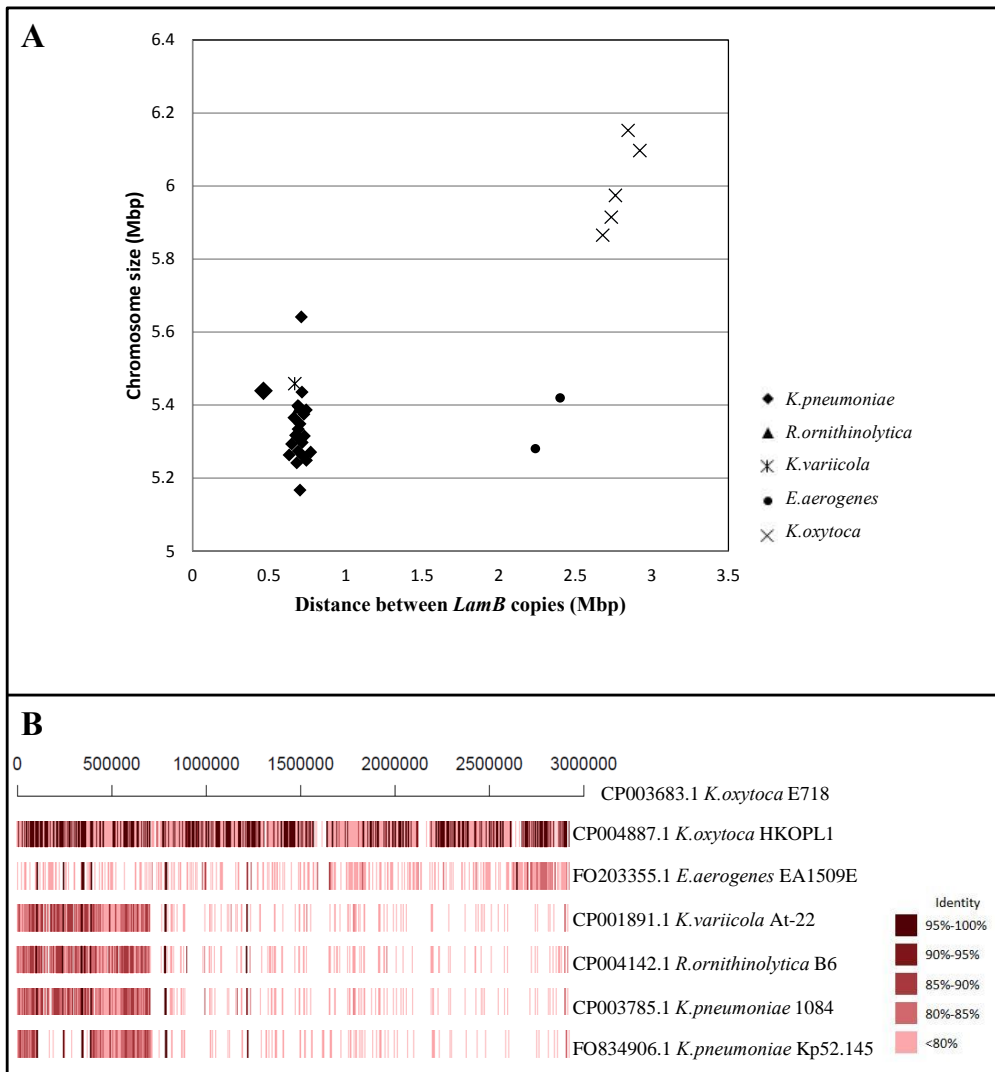 A
6.4
6.2
6
5.8
5.6
5.4
5.2
5
Chromosome size (Mbp)
0 0.5 1 1.5 2 2.5 3 3.5
Distance between LamB copies (Mbp)
K.pneumoniae
R.ornithinolytica
K.variicola
E.aerogenes
K.oxytoca
B
0 500000 1000000 1500000 2000000 2500000 3000000
CP003683.1 K.oxytoca E718
CP004887.1 K.oxytoca HKOPL1
FO203355.1 E.aerogenes EA1509E
CP001891.1 K.variicola At-22
CP004142.1 R.ornithinolytica B6
CP003785.1 K.pneumoniae 1084
FO834906.1 K.pneumoniae Kp52.145
Identity
95%-100%
90%-95%
85%-90%
80%-85%
<80%